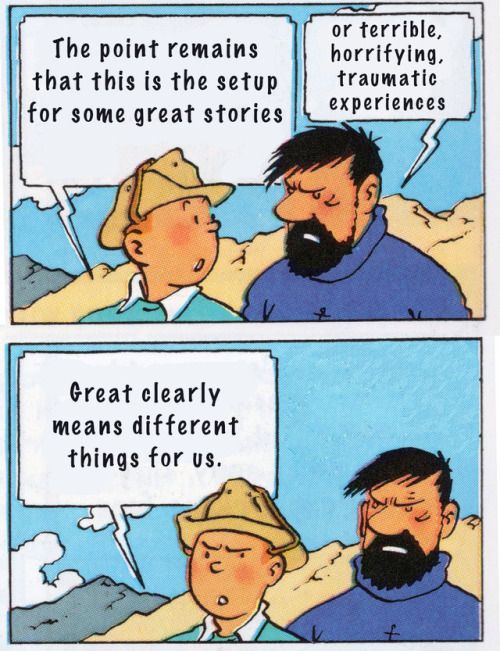 The point remains
that this is the setup
for some great stories
or terrible,
horrifying,
traumatic
experiences
Great clearly
means different
things for us.